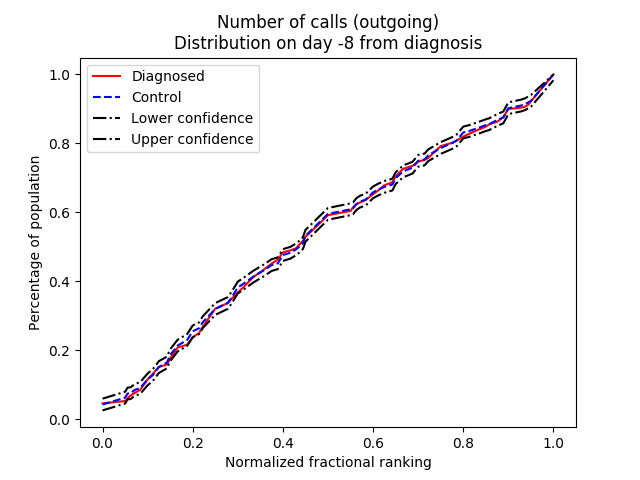 Number of calls (outgoing)
Distribution on day -8 from diagnosis
Diagnosed
Control
Lower confidence
Upper confidence
Percentage of population
1.0
0.8
0.6
0.4
0.2
0.0
0.0 0.2 0.4 0.6 0.8 1.0
Normalized fractional ranking